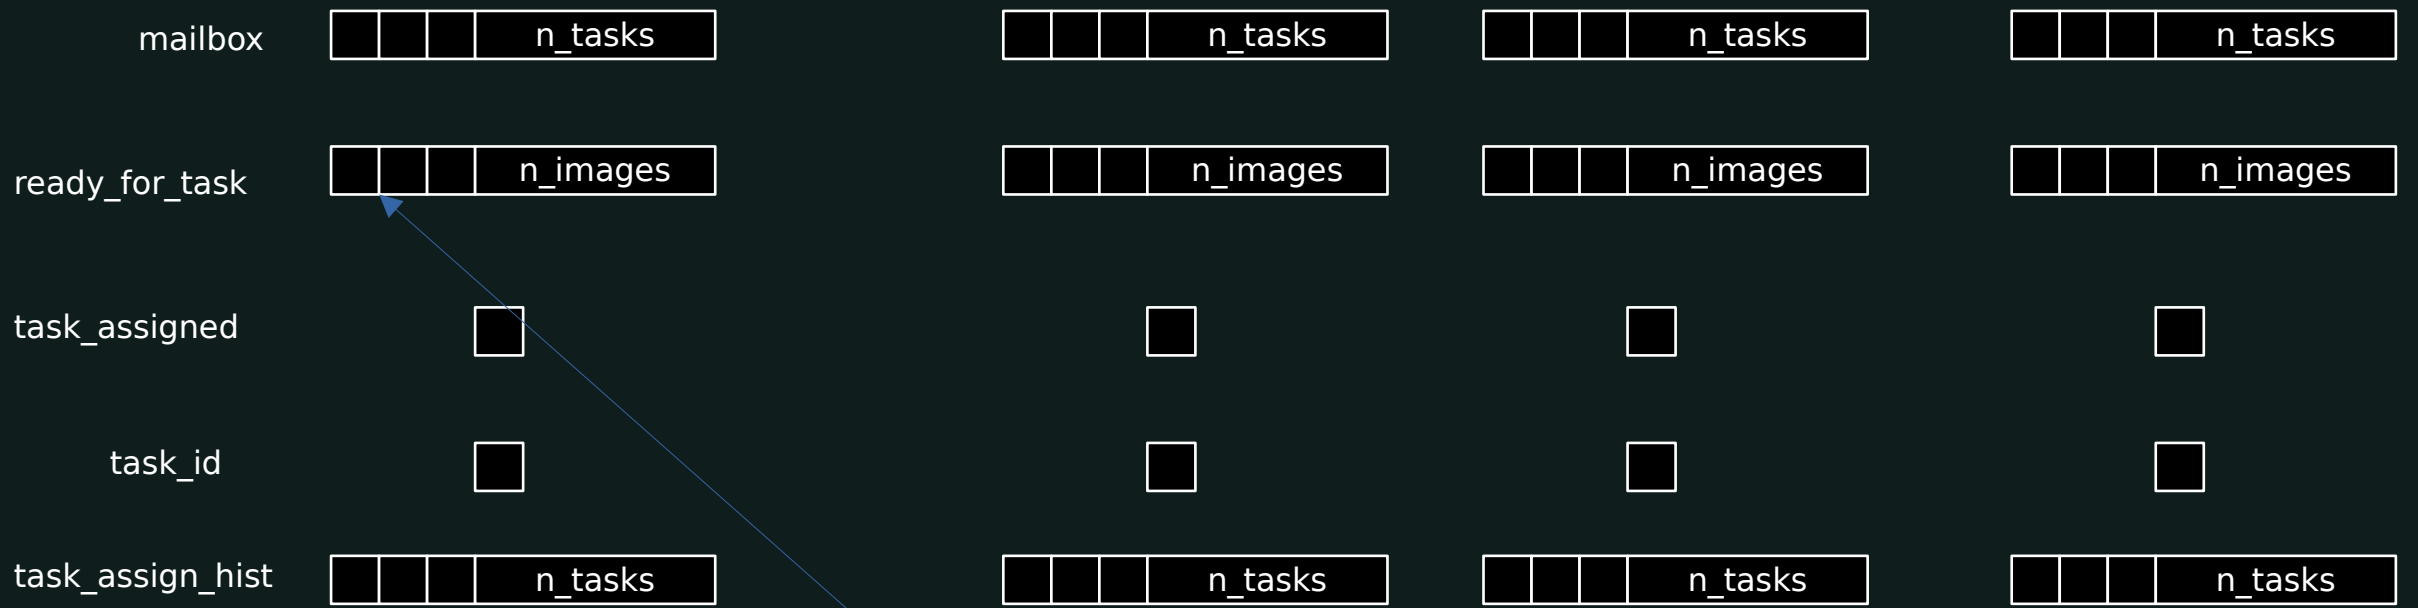 mailbox n_tasks n_tasks n_tasks n_tasks
ready_for_task n_images n_images n_images n_images
task_assigned
task_id
task_assign_hist n_tasks n_tasks n_tasks n_tasks